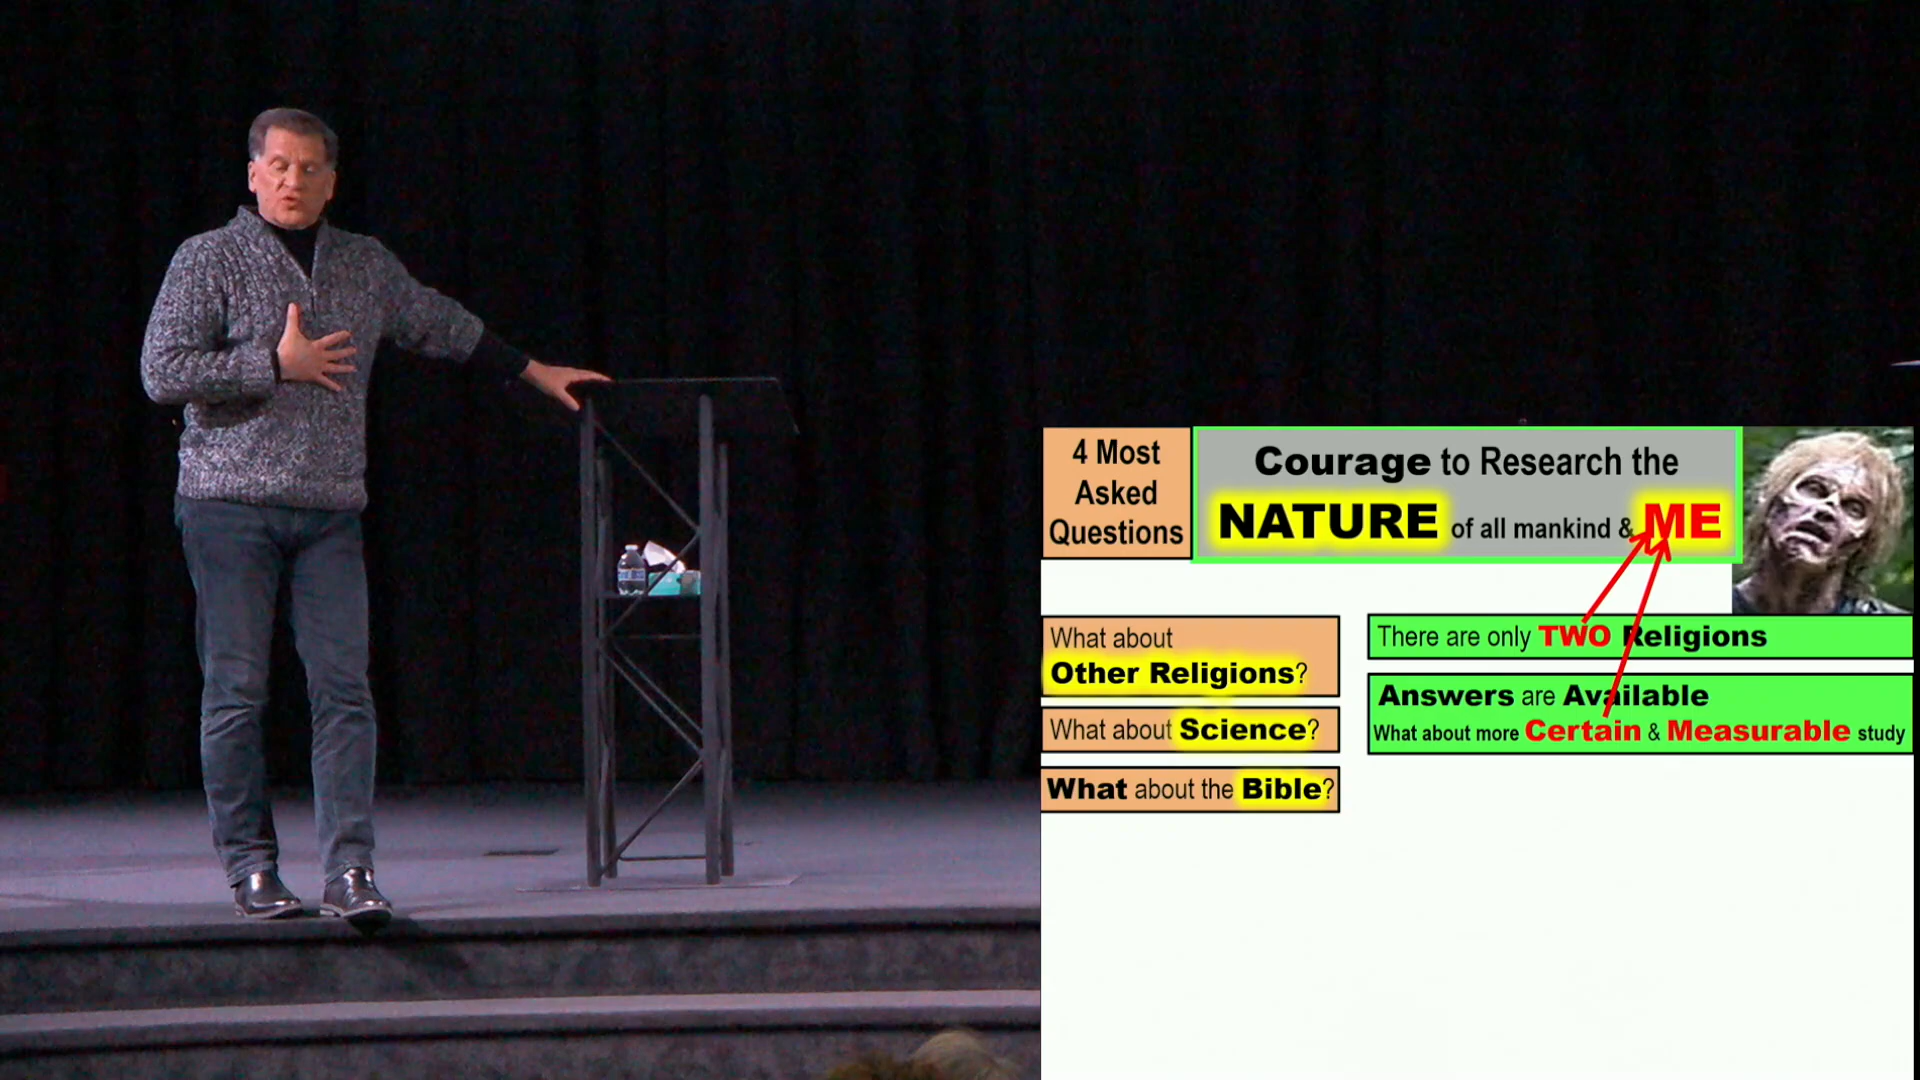 4 Most
Asked
Questions
Courage to Research the
NATURE of all mankind & ME
What about
Other Religions?
What about Science?
What about the Bible?
There are only TWO Religions
Answers are Available
What about more Certain & Measurable study